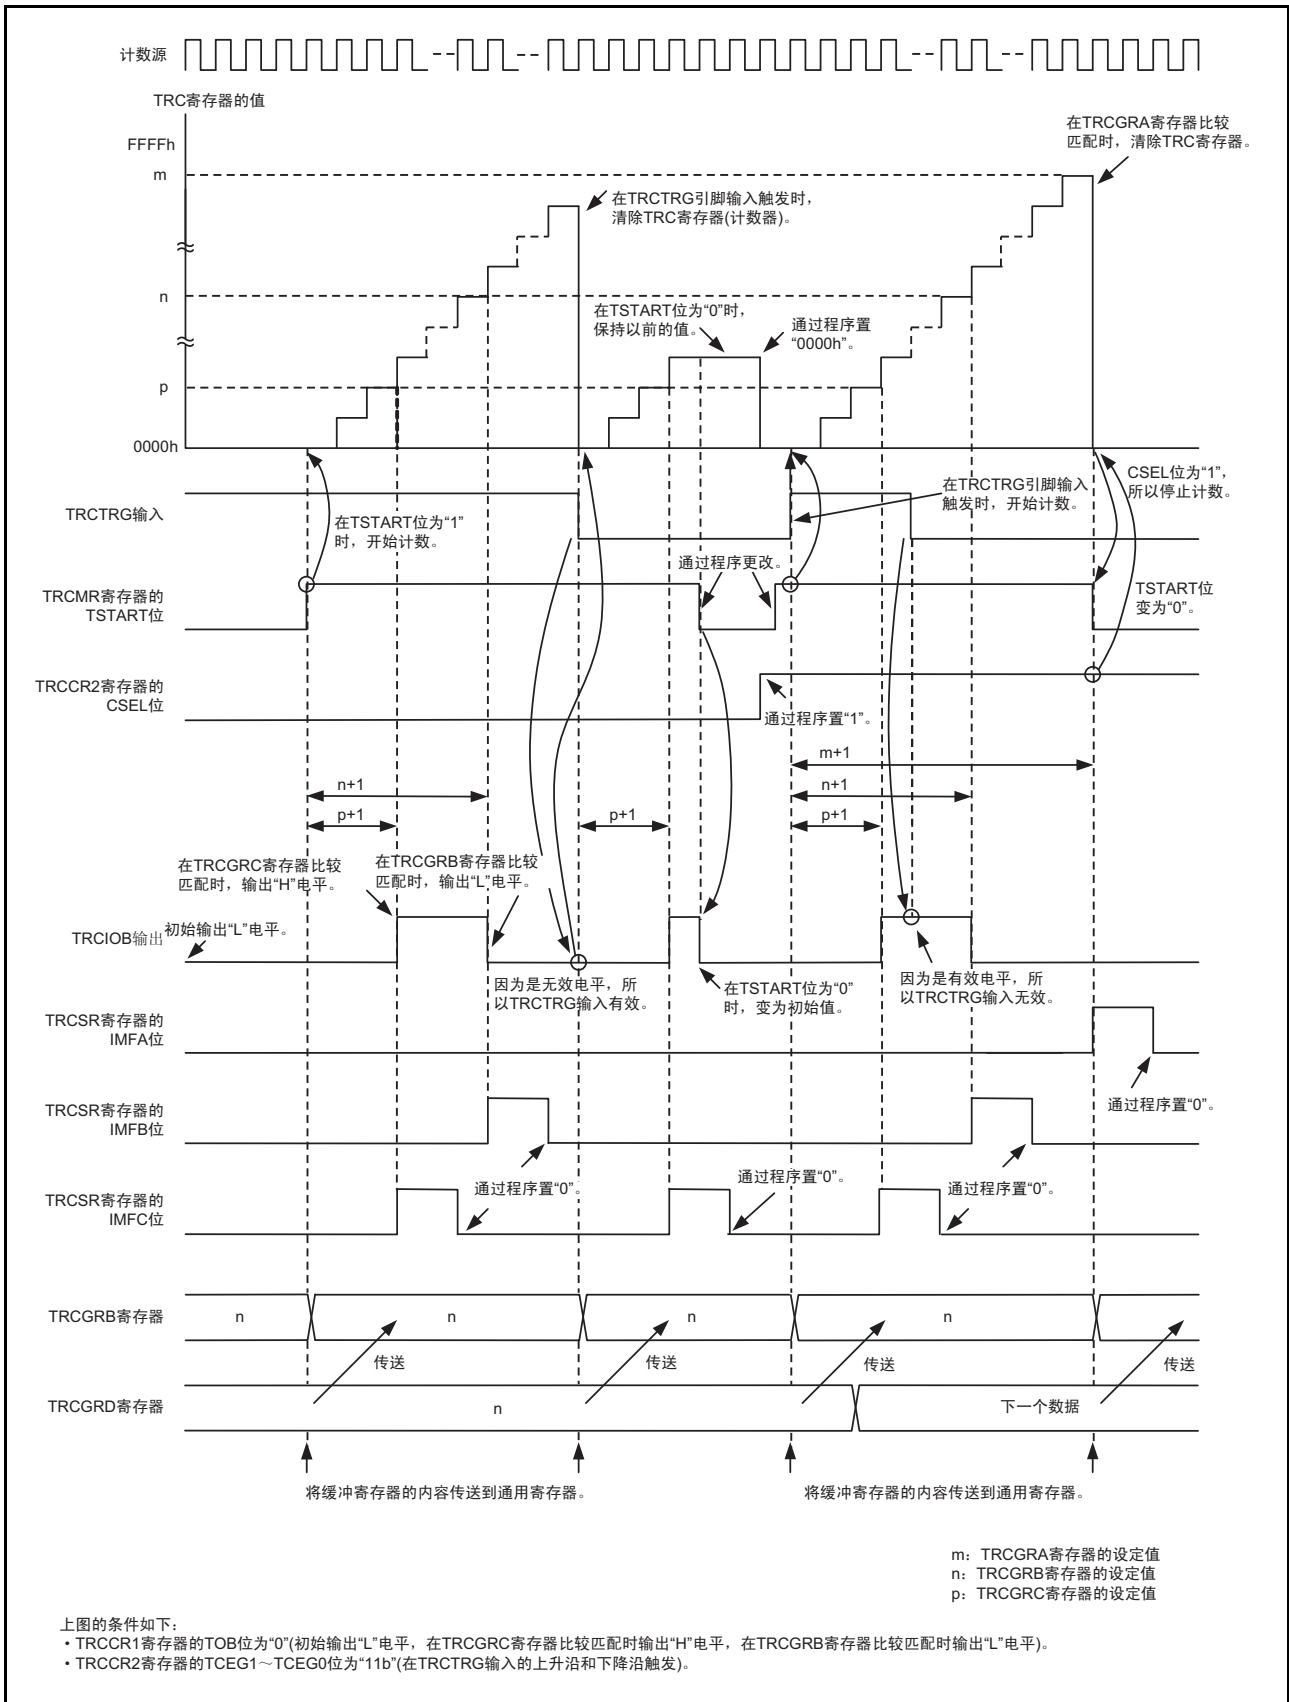 计数源
TRC寄存器的值
FFFFh
m
n
p
0000h
在TRCGRA寄存器比较
匹配时，清除TRC寄存器。
在TRCTRG引脚输入触发时，
清除TRC寄存器(计数器)。
在TSTART位为“0”时，
保持以前的值。
通过程序置
“0000h”。
TRCTRG输入
在TSTART位为“1”
时，开始计数。
在TRCTRG引脚输入
触发时，开始计数。
CSEL位为“1”，
所以停止计数。
通过程序更改。
TRCMR寄存器的
TSTART位
TSTART位
变为“0”。
TRCCR2寄存器的
CSEL位
通过程序置“1”。
m+1
n+1
n+1
p+1
p+1
p+1
在TRCGRC寄存器比较
匹配时，输出“H”电平。
在TRCGRB寄存器比较
匹配时，输出“L”电平。
TRCIOB输出
初始输出“L”电平。
因为是无效电平，所
以TRCTRG输入有效。
在TSTART位为“0”
时，变为初始值。
因为是有效电平，所
以TRCTRG输入无效。
TRCSR寄存器的
IMFA位
通过程序置“0”。
TRCSR寄存器的
IMFB位
通过程序置“0”。
通过程序置“0”。
通过程序置“0”。
TRCSR寄存器的
IMFC位
TRCGRB寄存器
n
n
n
n
传送
传送
传送
传送
TRCGRD寄存器
n
下一个数据
将缓冲寄存器的内容传送到通用寄存器。
将缓冲寄存器的内容传送到通用寄存器。
m：TRCGRA寄存器的设定值
n：TRCGRB寄存器的设定值
p：TRCGRC寄存器的设定值
上图的条件如下：
・TRCCR1寄存器的TOB位为“0”(初始输出“L”电平，在TRCGRC寄存器比较匹配时输出“H”电平，在TRCGRB寄存器比较匹配时输出“L”电平)。
・TRCCR2寄存器的TCEG1～TCEG0位为“11b”(在TRCTRG输入的上升沿和下降沿触发)。